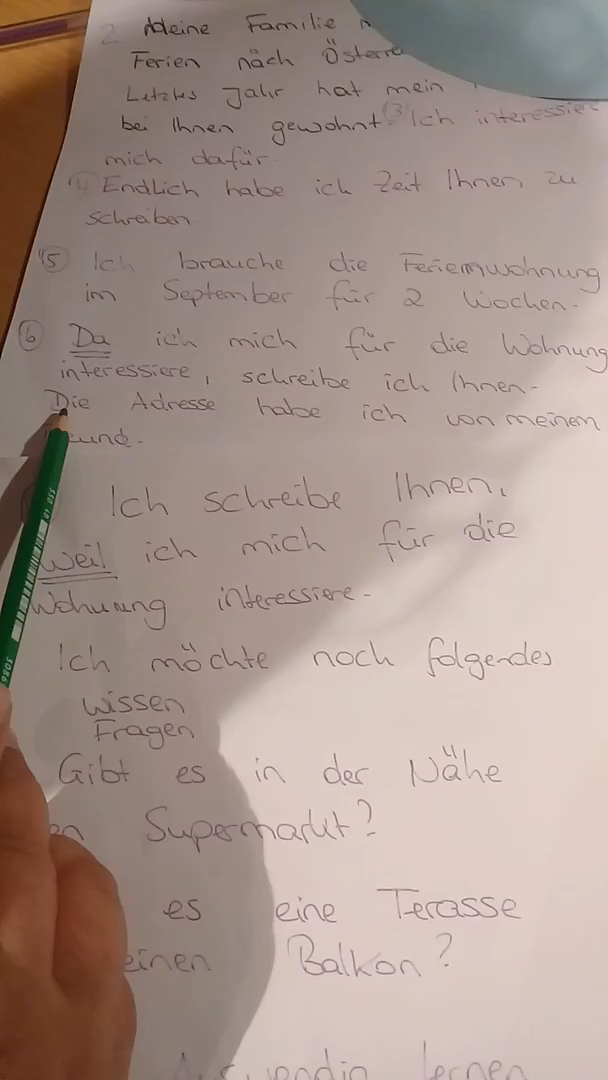 2. Meine Familie
Ferien näch Österre
Letztes Jahr hat mein
bei Ihnen gewohnt. (3) Ich interessiere
mich dafür
4 Endlich habe ich Zeit Ihnen zu
schreiben
5 Ich brauche die Ferienwohnung
im September für 2 Wochen.
6 Da ich mich für die Wohnung
interessiere, schreibe ich Ihnen.
Die Adresse habe ich von meinem
eund.
Ich schreibe Ihnen,
weil ich mich für die
Wohnung interessiere.
Ich möchte noch folgendes
wissen
Fragen
Gibt es in der Nähe
en Supermarkt?
es eine Terasse
einen Balkon?
lernen